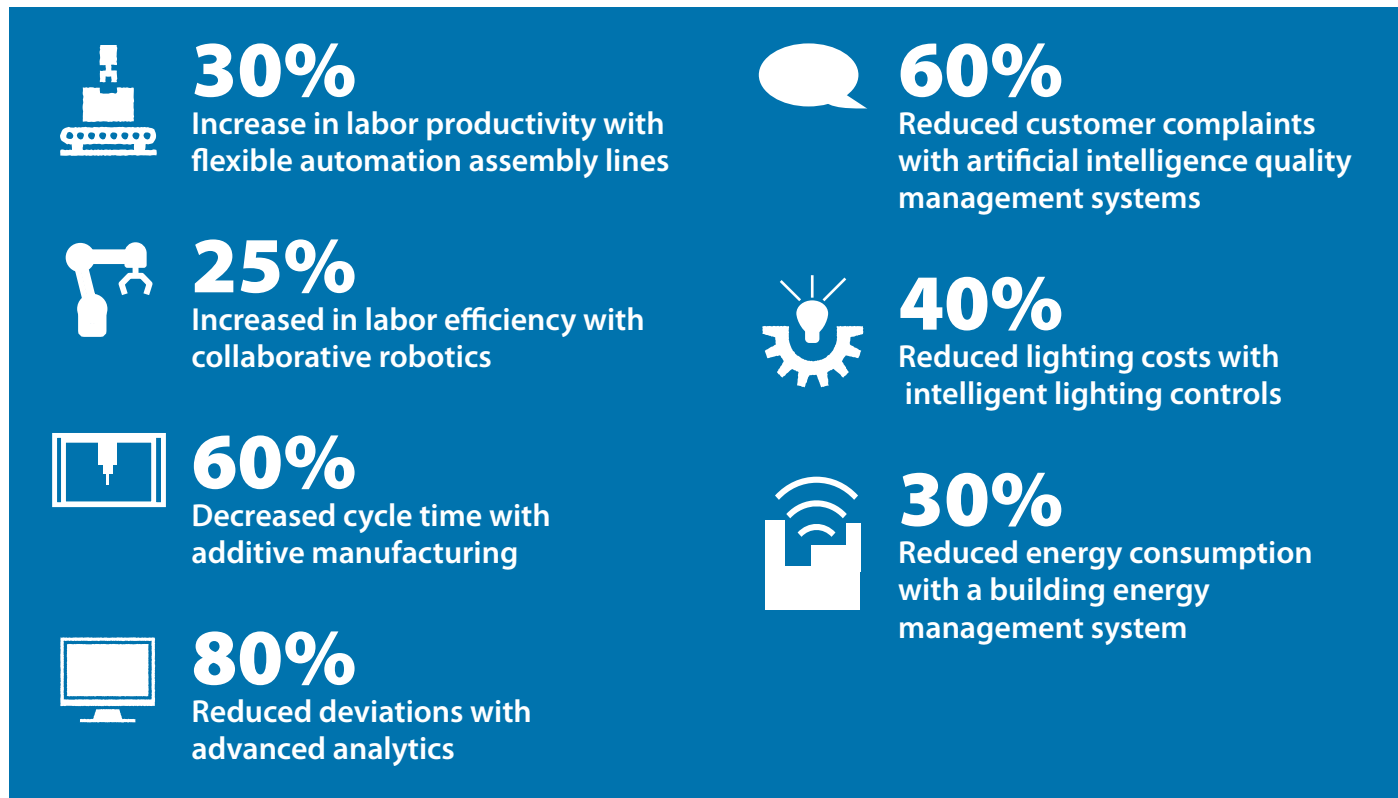 30%
Increase in labor productivity with
flexible automation assembly lines
25%
Increased in labor efficiency with
collaborative robotics
60%
Decreased cycle time with
additive manufacturing
80%
Reduced deviations with
advanced analytics
60%
Reduced customer complaints
with artificial intelligence quality
management systems
40%
Reduced lighting costs with
intelligent lighting controls
30%
Reduced energy consumption
with a building energy
management system